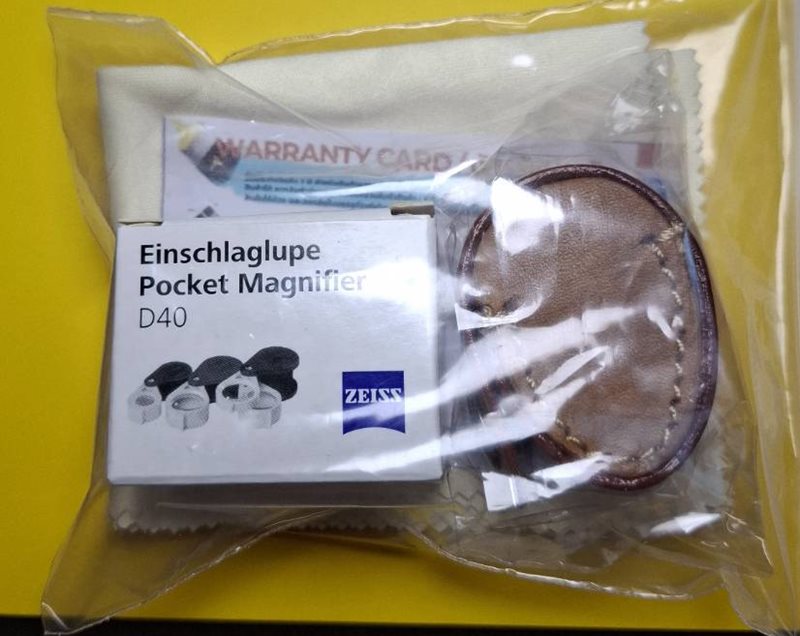 WARRANTY CARD /
Einschlaglupe
Pocket Magnifier
D40
ZEISS